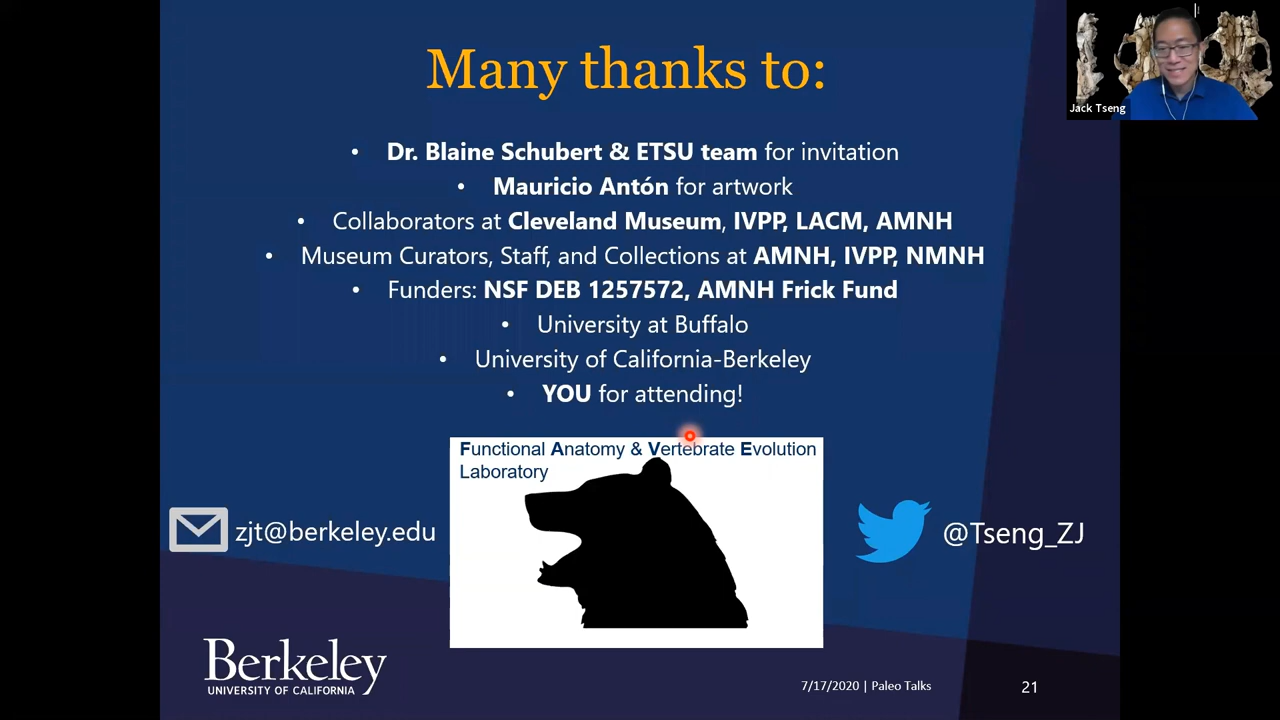 Many thanks to:
Jack Tseng
• Dr. Blaine Schubert & ETSU team for invitation
• Mauricio Antón for artwork
• Collaborators at Cleveland Museum, IVPP, LACM, AMNH
• Museum Curators, Staff, and Collections at AMNH, IVPP, NMNH
• Funders: NSF DEB 1257572, AMNH Frick Fund
• University at Buffalo
• University of California-Berkeley
• YOU for attending!
Functional Anatomy & Vertebrate Evolution
Laboratory
zjt@berkeley.edu
@Tseng_ZJ
Berkeley
UNIVERSITY OF CALIFORNIA
7/17/2020 | Paleo Talks
21